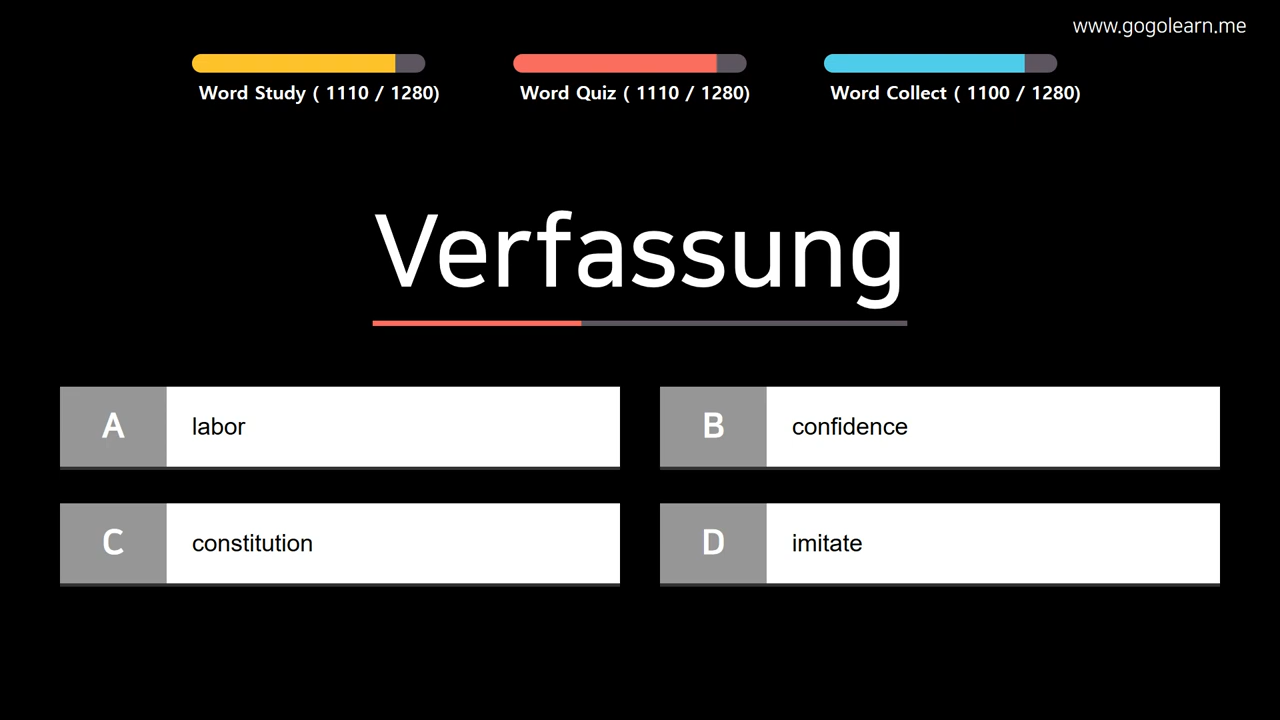 www.gogolearn.me
Word Study ( 1110 / 1280)
Word Quiz ( 1110 / 1280)
Word Collect ( 1100 / 1280)
Verfassung
A labor
B confidence
C constitution
D imitate